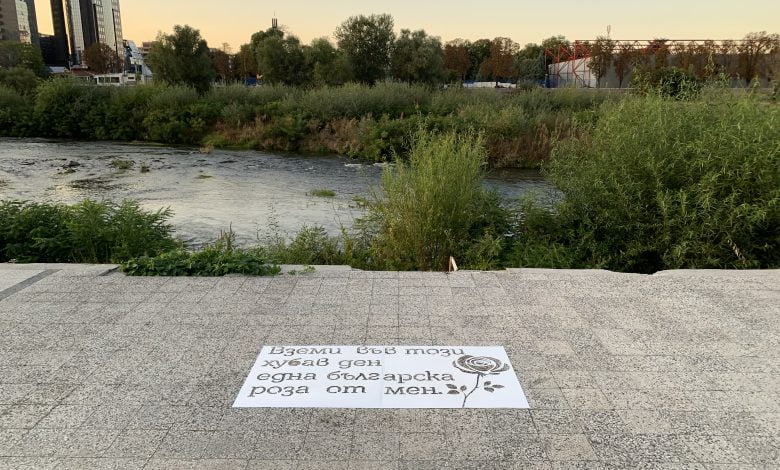 Вземи във този
хубав ден
една българска
роза от мен.